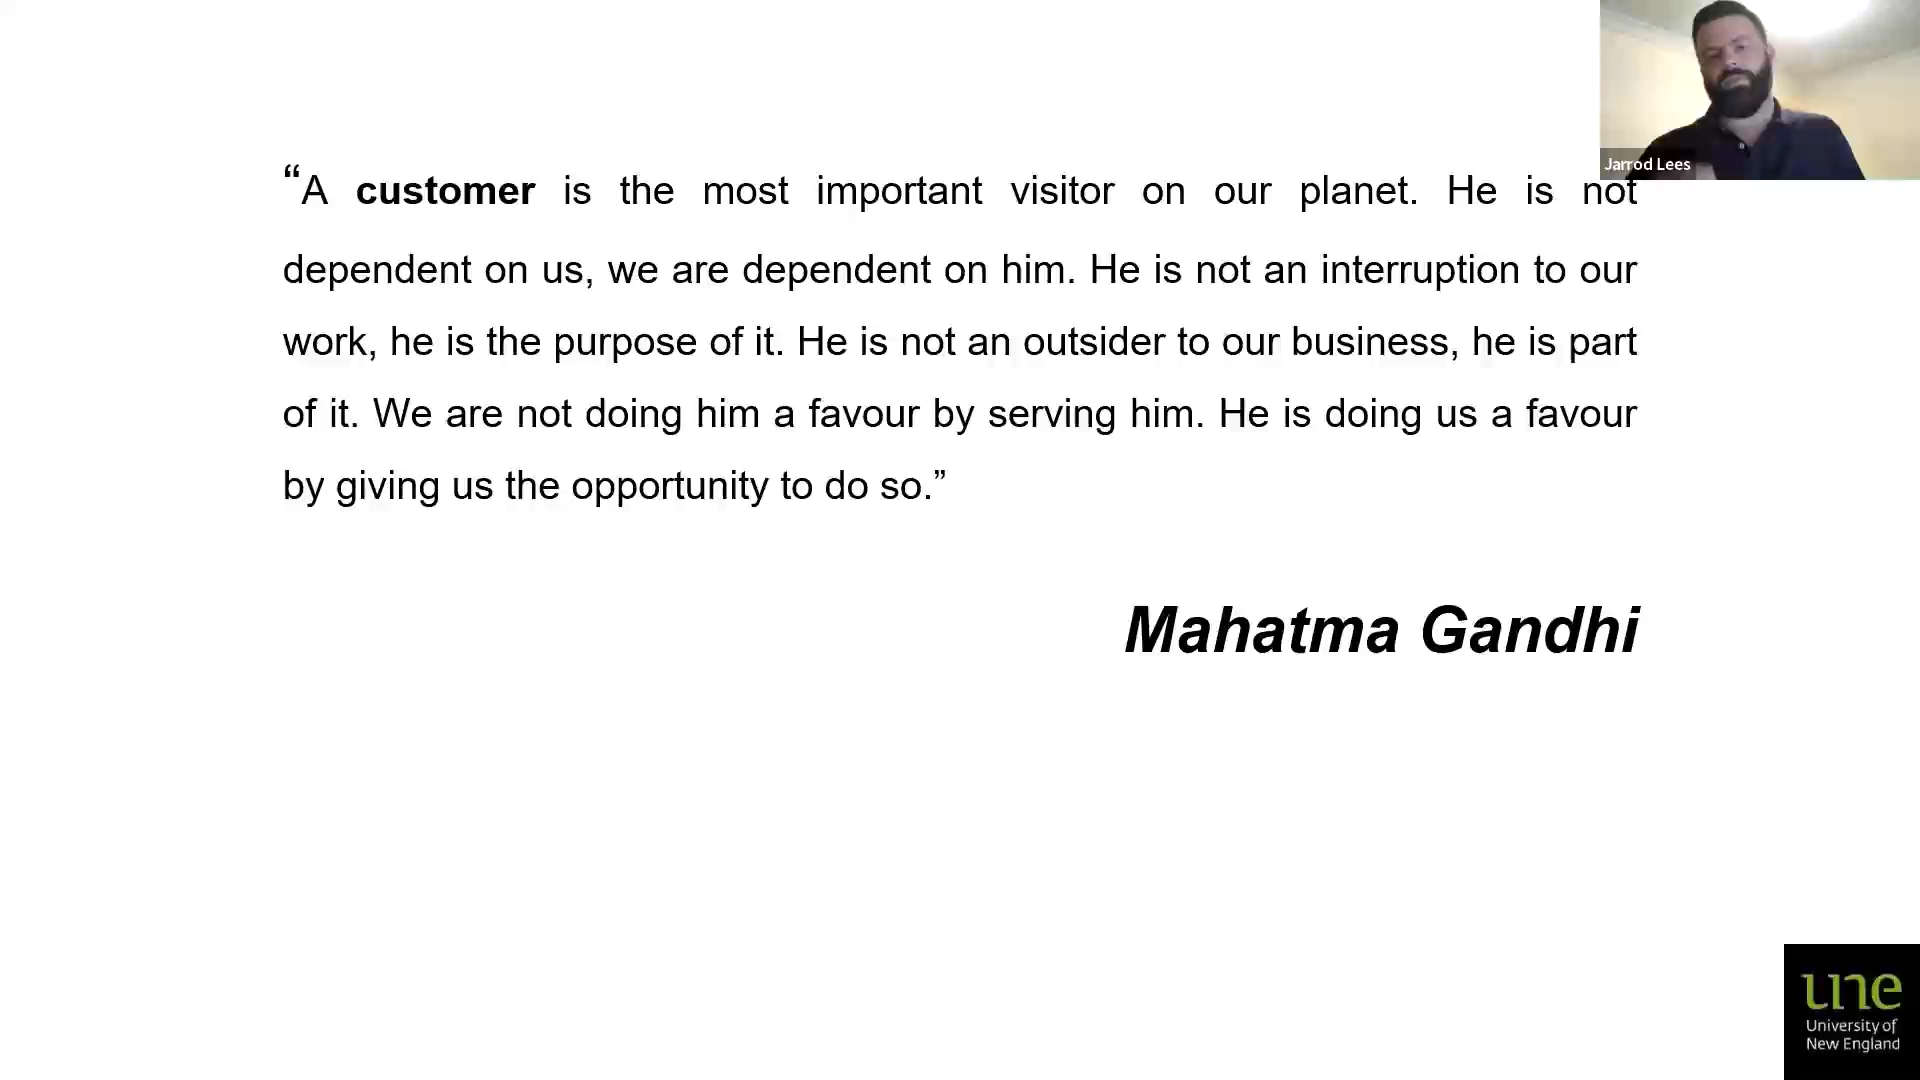 Jarrod Lees
“A customer is the most important visitor on our planet. He is not
dependent on us, we are dependent on him. He is not an interruption to our
work, he is the purpose of it. He is not an outsider to our business, he is part
of it. We are not doing him a favour by serving him. He is doing us a favour
by giving us the opportunity to do so.”
Mahatma Gandhi
une
University of
New England